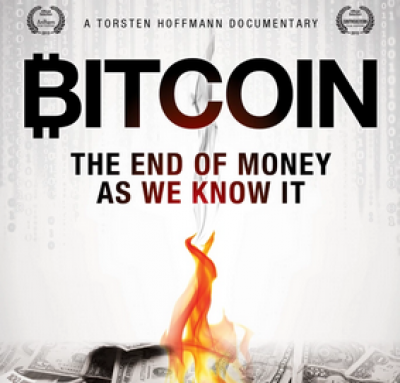 A TORSTEN HOFFMANN DOCUMENTARY
BITCOIN
THE END OF MONEY
AS WE KNOW IT